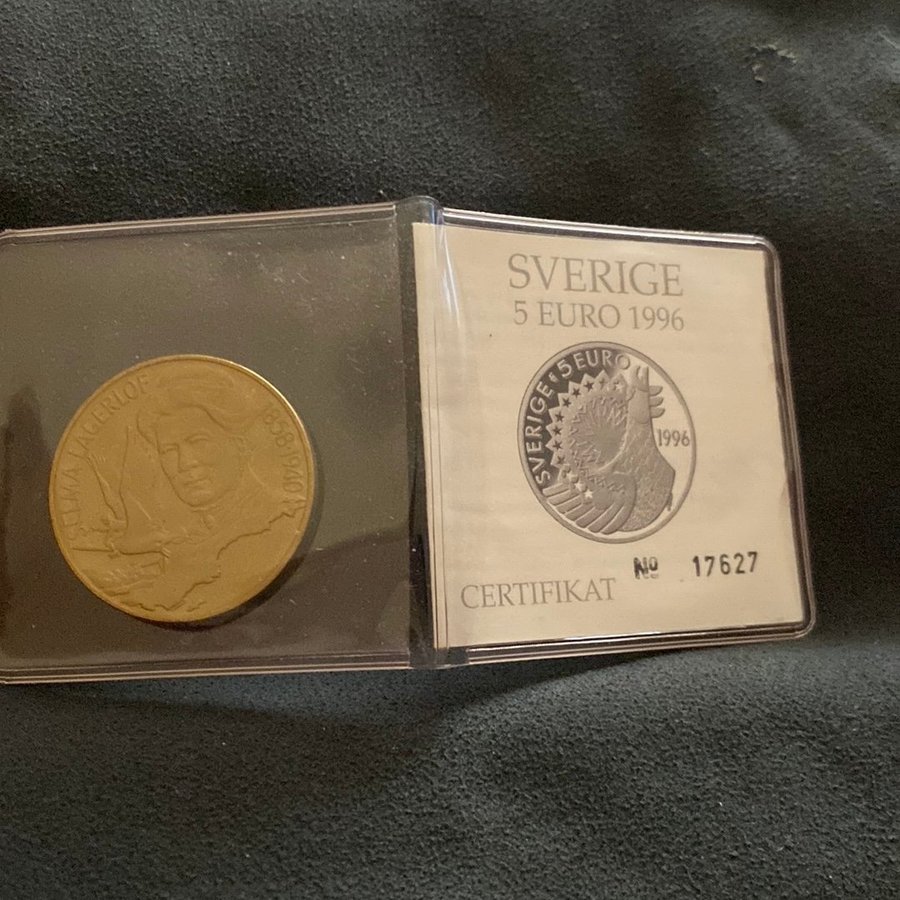 SELMA LAGERLÖF
1858-1940
SVERIGE
5 EURO 1996
SVERIGE 5 EURO
1996
Nº 17627
CERTIFIKAT